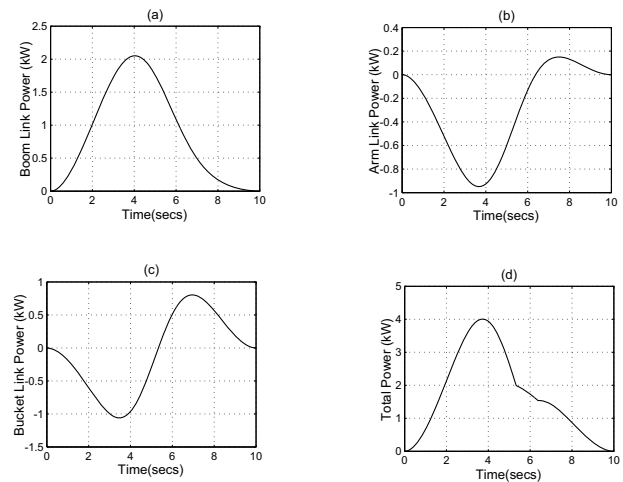 (a)
Boom Link Power (kW)
2.5
2
1.5
1
0.5
0
0 2 4 6 8 10
Time(secs)
(b)
Arm Link Power (kW)
0.4
0.2
0
-0.2
-0.4
-0.6
-0.8
-1
0 2 4 6 8 10
Time(secs)
(c)
Bucket Link Power (kW)
1
0.5
0
-0.5
-1
-1.5
0 2 4 6 8 10
Time(secs)
(d)
Total Power (kW)
5
4
3
2
1
0
0 2 4 6 8 10
Time(secs)